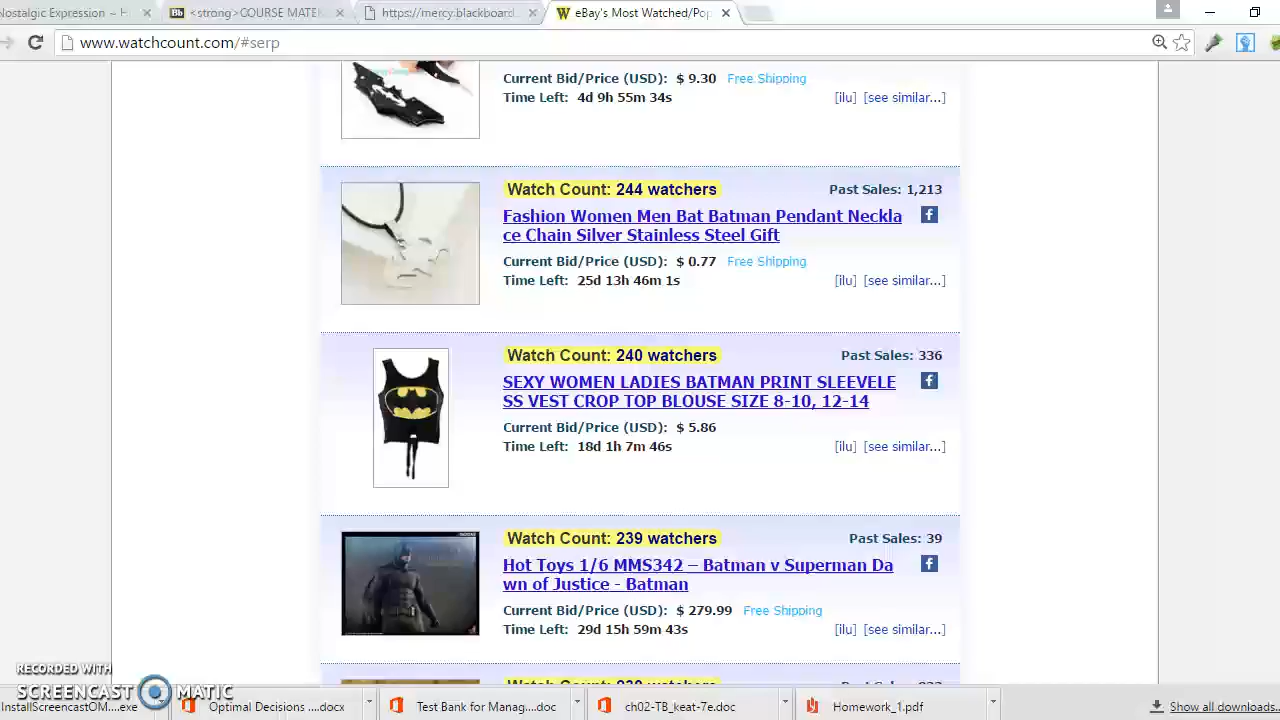 Nostalgic Expression ~ H
<strong>COURSE MATER
https://mercy.blackboard.
eBay's Most Watched/Pop
www.watchcount.com/#serp
Current Bid/Price (USD): $ 9.30 Free Shipping
Time Left: 4d 9h 55m 34s [ilu] [see similar...]
Watch Count: 244 watchers Past Sales: 1,213
Fashion Women Men Bat Batman Pendant Neckla
ce Chain Silver Stainless Steel Gift
Current Bid/Price (USD): $ 0.77 Free Shipping
Time Left: 25d 13h 46m 1s [ilu] [see similar...]
Watch Count: 240 watchers Past Sales: 336
SEXY WOMEN LADIES BATMAN PRINT SLEEVELE
SS VEST CROP TOP BLOUSE SIZE 8-10, 12-14
Current Bid/Price (USD): $ 5.86
Time Left: 18d 1h 7m 46s [ilu] [see similar...]
Watch Count: 239 watchers Past Sales: 39
Hot Toys 1/6 MMS342 – Batman v Superman Da
wn of Justice - Batman
Current Bid/Price (USD): $ 279.99 Free Shipping
Time Left: 29d 15h 59m 43s [ilu] [see similar...]
RECORDED WITH
SCREENCAST MATIC
InstallScreencastOM....exe
Optimal Decisions ....docx
Test Bank for Manag....doc
ch02-TB_keat-7e.doc
Homework_1.pdf
Show all downloads..